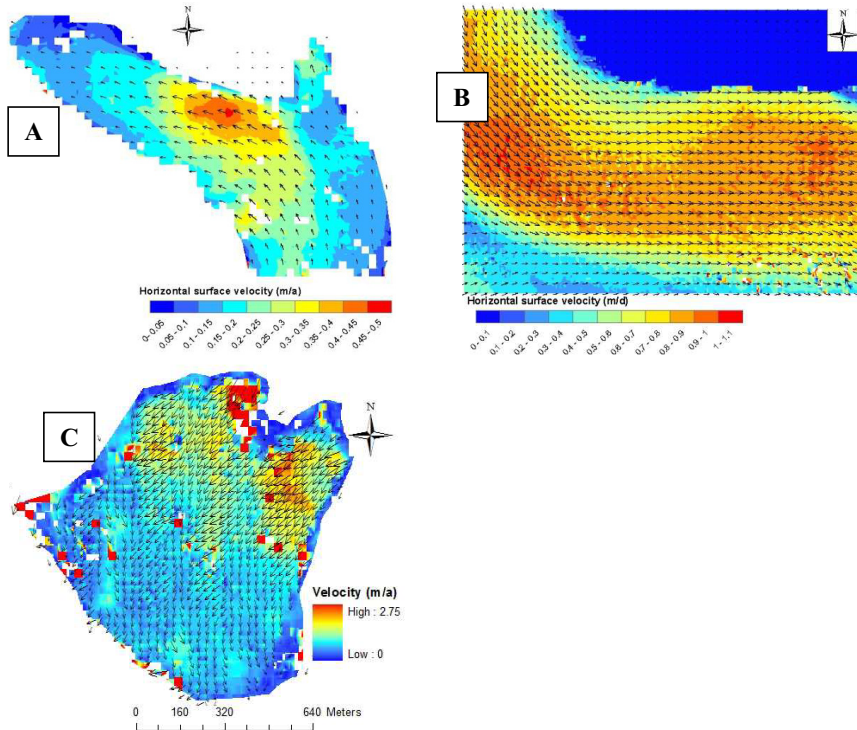 N
A
Horizontal surface velocity (m/a)
0-0.05
0.05-0.1
0.1-0.15
0.15-0.2
0.2-0.25
0.25-0.3
0.3-0.35
0.35-0.4
0.4-0.45
0.45-0.5
N
B
Horizontal surface velocity (m/d)
0-0.1
0.1-0.2
0.2-0.3
0.3-0.4
0.4-0.5
0.5-0.6
0.6-0.7
0.7-0.8
0.8-0.9
0.9-1
1-1.1
C
N
Velocity (m/a)
High : 2.75
Low : 0
0 160 320 640 Meters